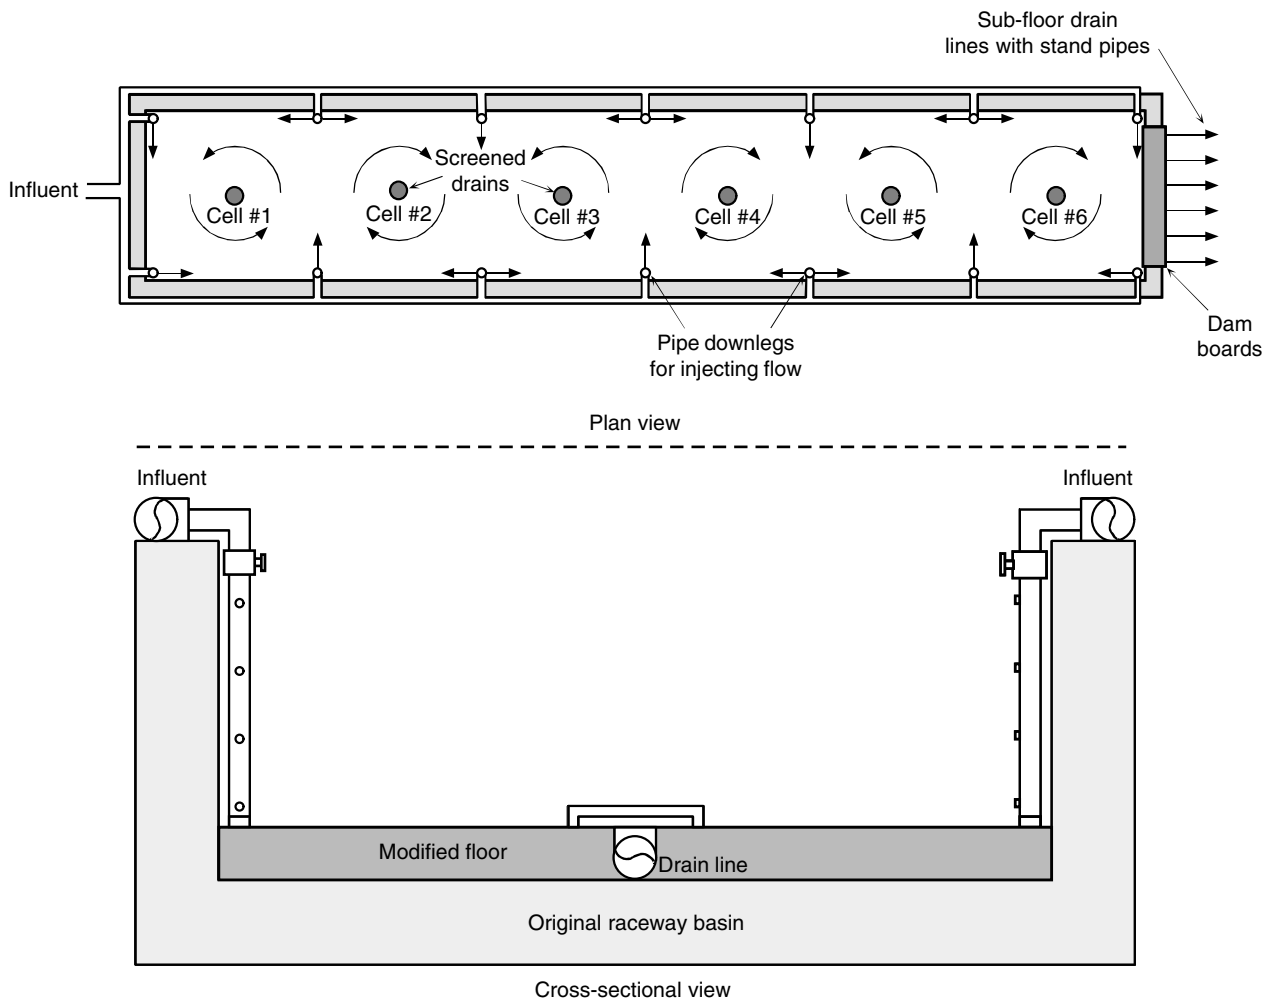 Sub-floor drain
lines with stand pipes
Influent
Screened
drains
Cell #1
Cell #2
Cell #3
Cell #4
Cell #5
Cell #6
Pipe downlegs
for injecting flow
Dam
boards
Plan view
Influent
Influent
Modified floor
Drain line
Original raceway basin
Cross-sectional view